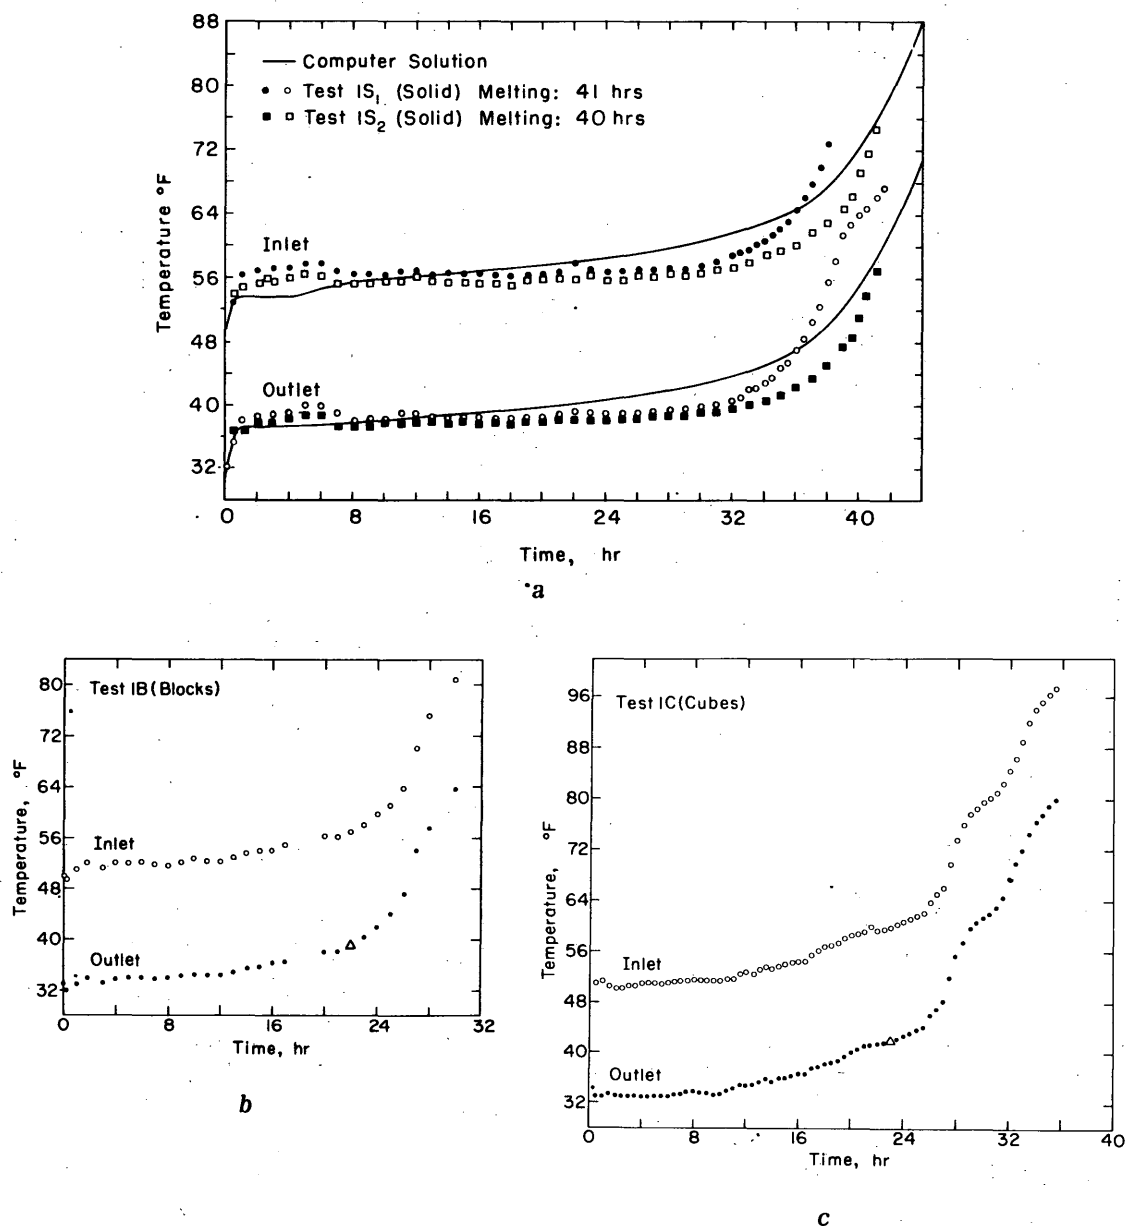 88
80
72
64
56
48
40
32
Temperature °F
Computer Solution
Test IS1 (Solid) Melting: 41 hrs
Test IS2 (Solid) Melting: 40 hrs
Inlet
Outlet
0 8 16 24 32 40
Time, hr
a
80
72
64
56
48
40
32
Temperature, °F
Test IB (Blocks)
Inlet
Outlet
0 8 16 24 32
Time, hr
b
96
88
80
72
64
56
48
40
32
Temperature, °F
Test IC (Cubes)
Inlet
Outlet
0 8 16 24 32 40
Time, hr
c